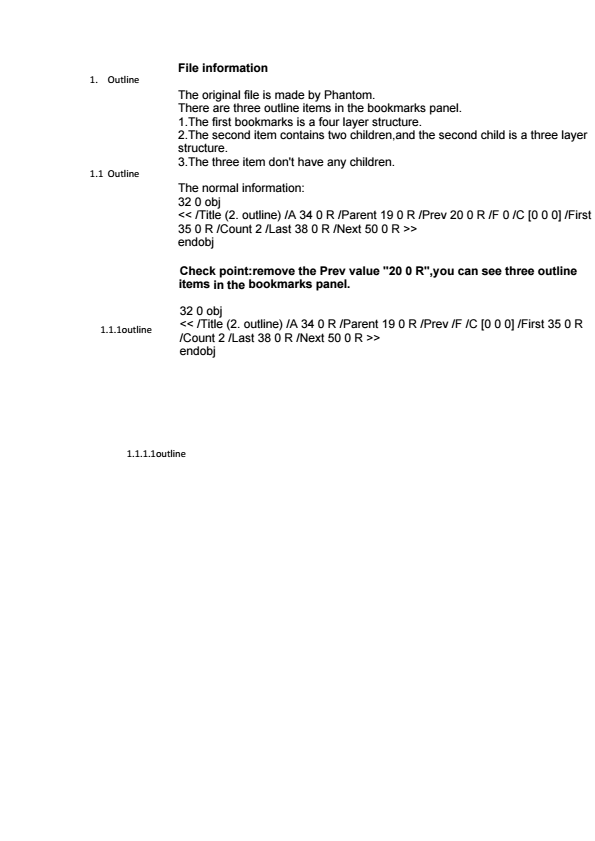 File information
1. Outline
The original file is made by Phantom.
There are three outline items in the bookmarks panel.
1.The first bookmarks is a four layer structure.
2.The second item contains two children,and the second child is a three layer
structure.
3.The three item don't have any children.
1.1 Outline
The normal information:
32 0 obj
<< /Title (2. outline) /A 34 0 R /Parent 19 0 R /Prev 20 0 R /F 0 /C [0 0 0] /First
35 0 R /Count 2 /Last 38 0 R /Next 50 0 R >>
endobj
Check point:remove the Prev value "20 0 R",you can see three outline
items in the bookmarks panel.
32 0 obj
<< /Title (2. outline) /A 34 0 R /Parent 19 0 R /Prev /F /C [0 0 0] /First 35 0 R
/Count 2 /Last 38 0 R /Next 50 0 R >>
endobj
1.1.1outline
1.1.1.1outline